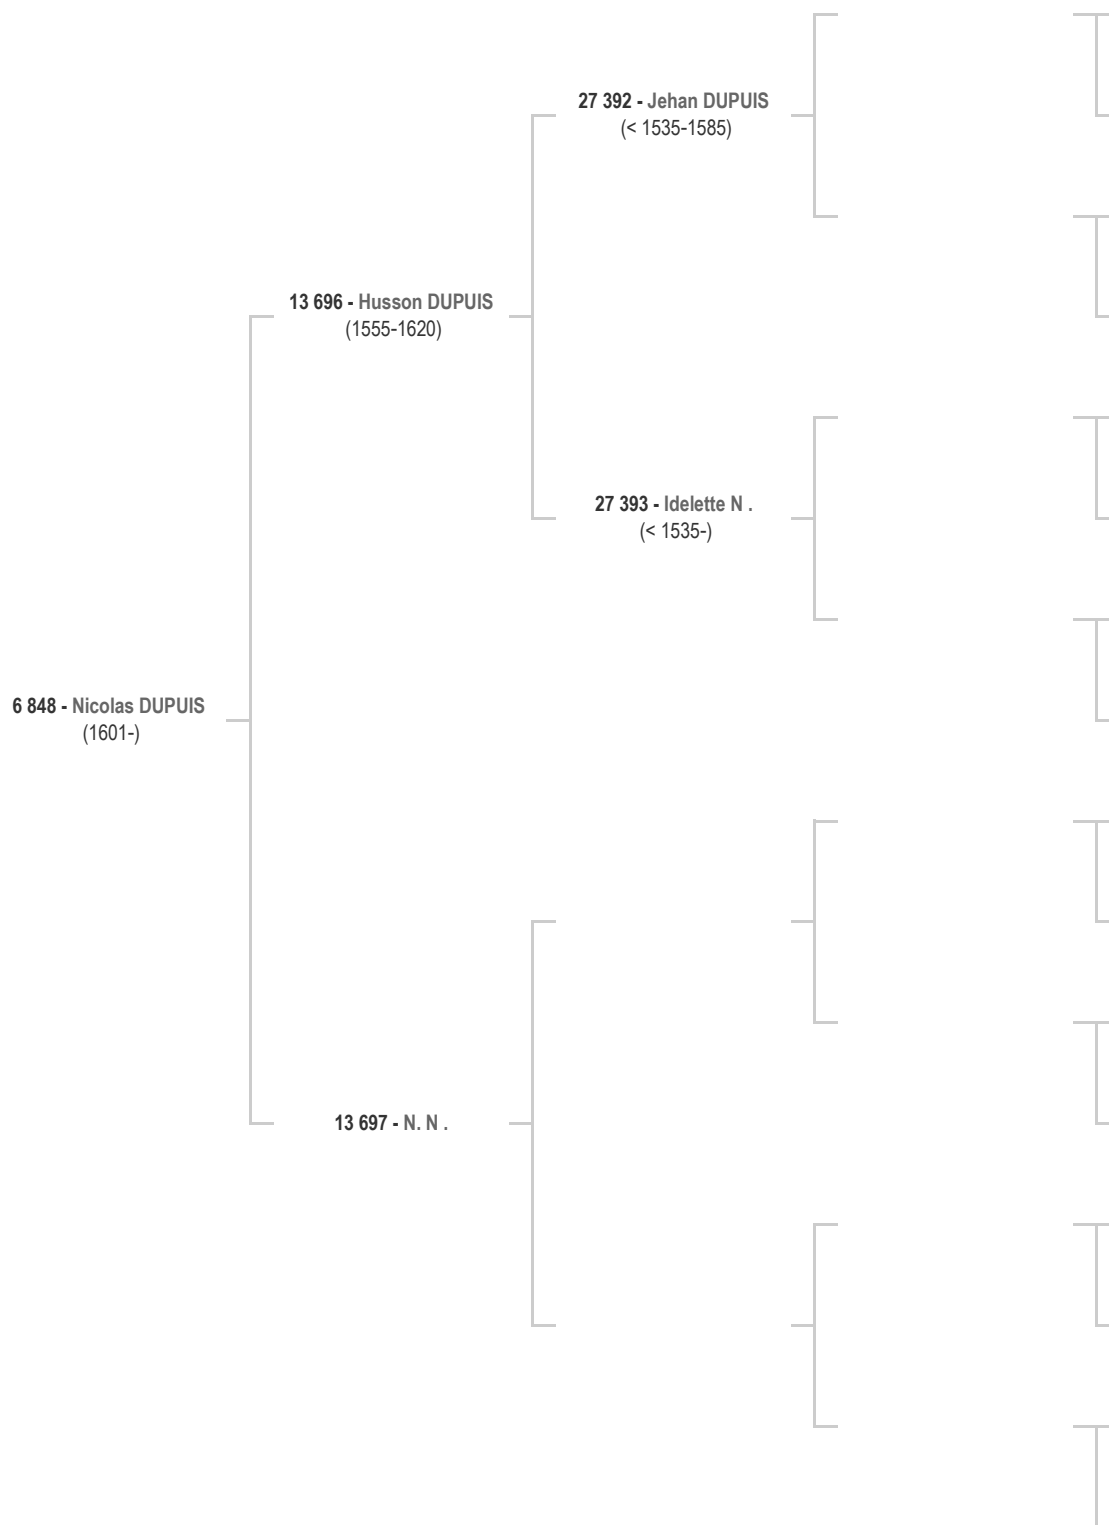 27 392 - Jehan DUPUIS
(< 1535-1585)
13 696 - Husson DUPUIS
(1555-1620)
27 393 - Idelette N .
(< 1535-)
6 848 - Nicolas DUPUIS
(1601-)
13 697 - N. N .